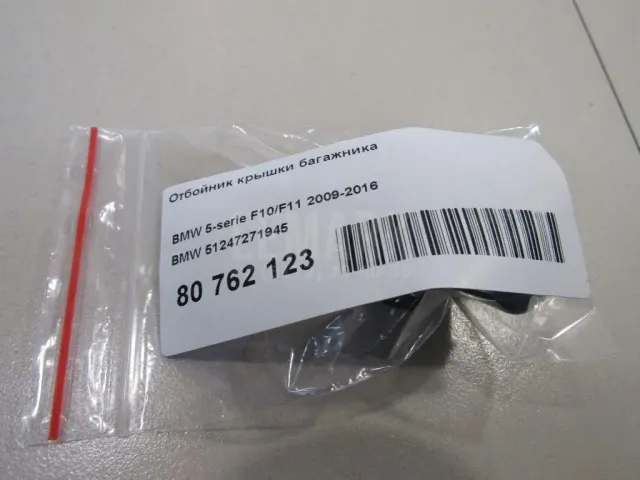 Отбойник крышки багажника
BMW 5-serie F10/F11 2009-2016
BMW 51247271945
80 762 123